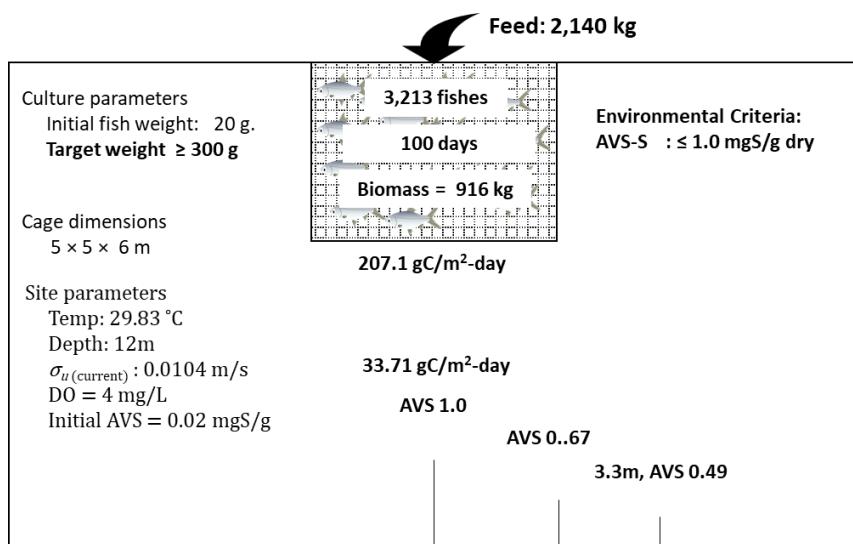 Feed: 2,140 kg
Culture parameters
Initial fish weight: 20 g.
Target weight ≥ 300 g
Cage dimensions
5 × 5 × 6 m
Site parameters
Temp: 29.83 ˚C
Depth: 12m
σu (current) : 0.0104 m/s
DO = 4 mg/L
Initial AVS = 0.02 mgS/g
3,213 fishes
100 days
Biomass = 916 kg
207.1 gC/m²-day
33.71 gC/m²-day
AVS 1.0
AVS 0..67
3.3m, AVS 0.49
Environmental Criteria:
AVS-S : ≤ 1.0 mgS/g dry